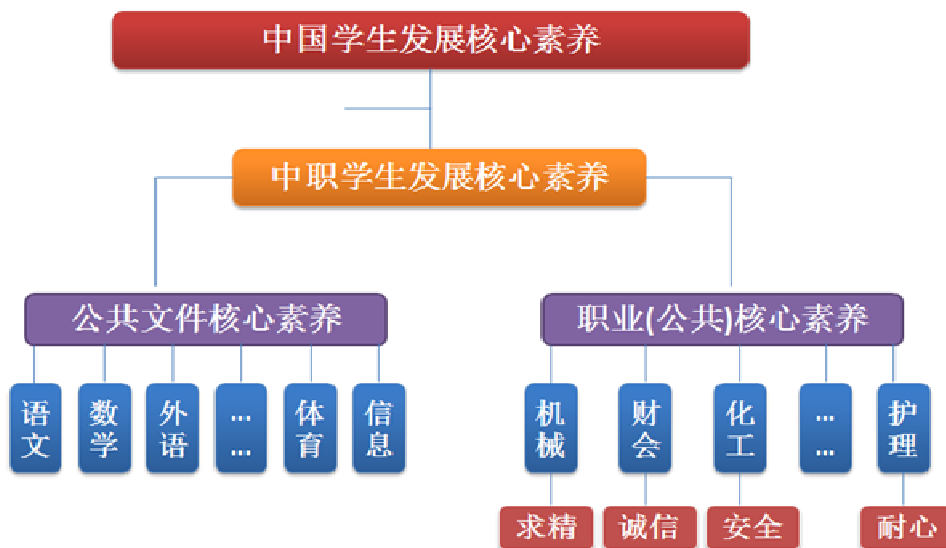 中国学生发展核心素养
中职学生发展核心素养
公共文件核心素养
职业(公共)核心素养
语文
数学
外语
... ...
体育
信息
机械
财会
化工
... ...
护理
求精
诚信
安全
耐心